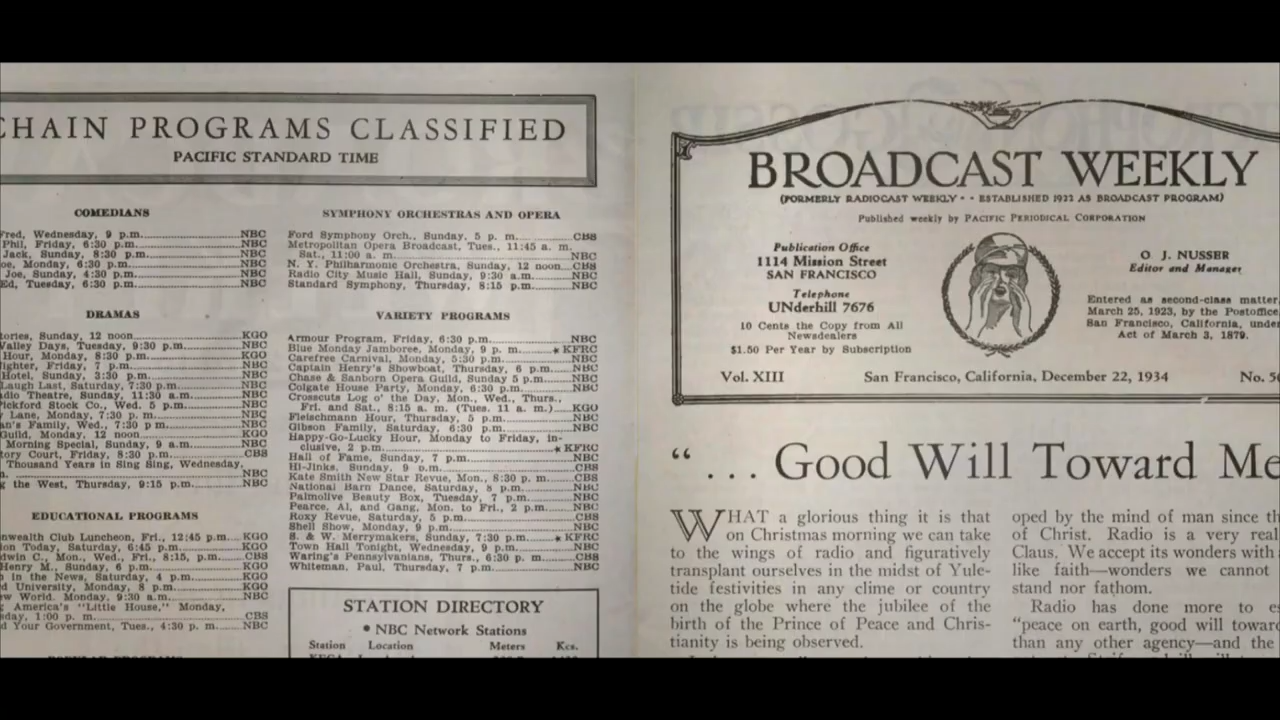 CHAIN PROGRAMS CLASSIFIED
PACIFIC STANDARD TIME
COMEDIANS
Fred, Wednesday, 9 p.m. NBC
Phil, Friday, 6:30 p.m. NBC
Jack, Sunday, 8:30 p.m. NBC
Monday, 6:30 p.m. NBC
Joe, Sunday, 4:30 p.m. NBC
Ed, Tuesday, 6:30 p.m. NBC
DRAMAS
Sunday, 12 noon KGO
Valley Days, Tuesday, 9:30 p.m. NBC
Hour, Monday, 8:30 p.m. KGO
Friday, 7 p.m. NBC
Hotel, Sunday, 3:30 p.m. NBC
Laugh Last, Saturday, 7:30 p.m. NBC
Theatre, Sunday, 11:30 a.m. NBC
Stock Co., Wed. 5 p.m. NBC
Lane, Monday, 7:30 p. m. NBC
Family, Wed., 7:30 p m NBC
Guild, Monday, 12 noon KGO
Morning Special, Sunday, 9 a.m. NBC
Court, Friday, 8:30 p.m. CBS
Thousand Years in Sing Sing, Wednesday,
NBC
the West, Thursday, 9:15 p.m. NBC
EDUCATIONAL PROGRAMS
Club Luncheon, Fri., 12:45 p.m. KGO
Today, Saturday, 6:45 p.m. NBC
C., Mon., Wed., Fri., 8:15, p.m. CBS
Henry M., Sunday, 6 p.m. KGO
in the News, Saturday, 4 p.m. KGO
University, Monday, 8 p.m. KGO
World. Monday, 9:30 a.m. NBC
America's "Little House," Monday,
1:00 p. m. CBS
Your Government, Tues., 4:30 p. m. NBC
SYMPHONY ORCHESTRAS AND OPERA
Ford Symphony Orch., Sunday, 5 p. m. CBS
Metropolitan Opera Broadcast, Tues., 11:45 a. m.
Sat., 11:00 a. m. NBC
N. Y. Philharmonic Orchestra, Sunday, 12 noon CBS
Radio City Music Hall, Sunday, 9:30 a.m. NBC
Standard Symphony, Thursday, 8:15 p.m. NBC
VARIETY PROGRAMS
Armour Program, Friday, 6:30 p.m. NBC
Blue Monday Jamboree, Monday, 9 p. m. ★KFRC
Carefree Carnival, Monday, 5:30 p.m. NBC
Captain Henry's Showboat, Thursday, 6 p.m. NBC
Chase & Sanborn Opera Guild, Sunday 5 p.m. NBC
Colgate House Party, Monday, 6:30 p.m. NBC
Crosscuts Log o' the Day, Mon., Wed., Thurs.,
Fri. and Sat., 8:15 a. m. (Tues. 11 a. m.) KGO
Fleischmann Hour, Thursday, 5 p.m. NBC
Gibson Family, Saturday, 6:30 p.m. NBC
Happy-Go-Lucky Hour, Monday to Friday, in-
clusive, 2 p.m. ★KFRC
Hall of Fame, Sunday, 7 p.m. NBC
Hi-Jinks, Sunday, 9 p.m. CBS
Kate Smith New Star Revue, Mon., 8:30 p. m. CBS
National Barn Dance, Saturday, 8 p.m. NBC
Palmolive Beauty Box, Tuesday, 7 p.m. NBC
Pearce, Al, and Gang, Mon. to Fri., 2 p.m. NBC
Roxy Revue, Saturday, 5 p.m. CBS
Shell Show, Monday, 9 p.m. NBC
S. & W. Merrymakers, Sunday, 7:30 p.m. ★KFRC
Town Hall Tonight, Wednesday, 9 p.m. NBC
Waring's Pennsylvanians, Thurs., 6:30 p. m. CBS
Whiteman, Paul, Thursday, 7 p.m. NBC
STATION DIRECTORY
• NBC Network Stations
Station Location Meters Kcs.
BROADCAST WEEKLY
(FORMERLY RADIOCAST WEEKLY - - ESTABLISHED 1922 AS BROADCAST PROGRAM)
Published weekly by PACIFIC PERIODICAL CORPORATION
Publication Office
1114 Mission Street
SAN FRANCISCO
Telephone
UNderhill 7676
10 Cents the Copy from All
Newsdealers
$1.50 Per Year by Subscription
O J. NUSSER
Editor and Manager
Entered as second-class matter
March 25, 1923, by the Postoffice
San Francisco, California, under
Act of March 3, 1879.
Vol. XIII San Francisco, California, December 22, 1934 No.
"... Good Will Toward
WHAT a glorious thing it is that
on Christmas morning we can take
to the wings of radio and figuratively
transplant ourselves in the midst of Yule-
tide festivities in any clime or country
on the globe where the jubilee of the
birth of the Prince of Peace and Chris-
tianity is being observed.
oped by the mind of man since
of Christ. Radio is a very real
Claus. We accept its wonders with
like faith—wonders we cannot
stand nor fathom.
Radio has done more to
"peace on earth, good will toward
than any other agency—and the